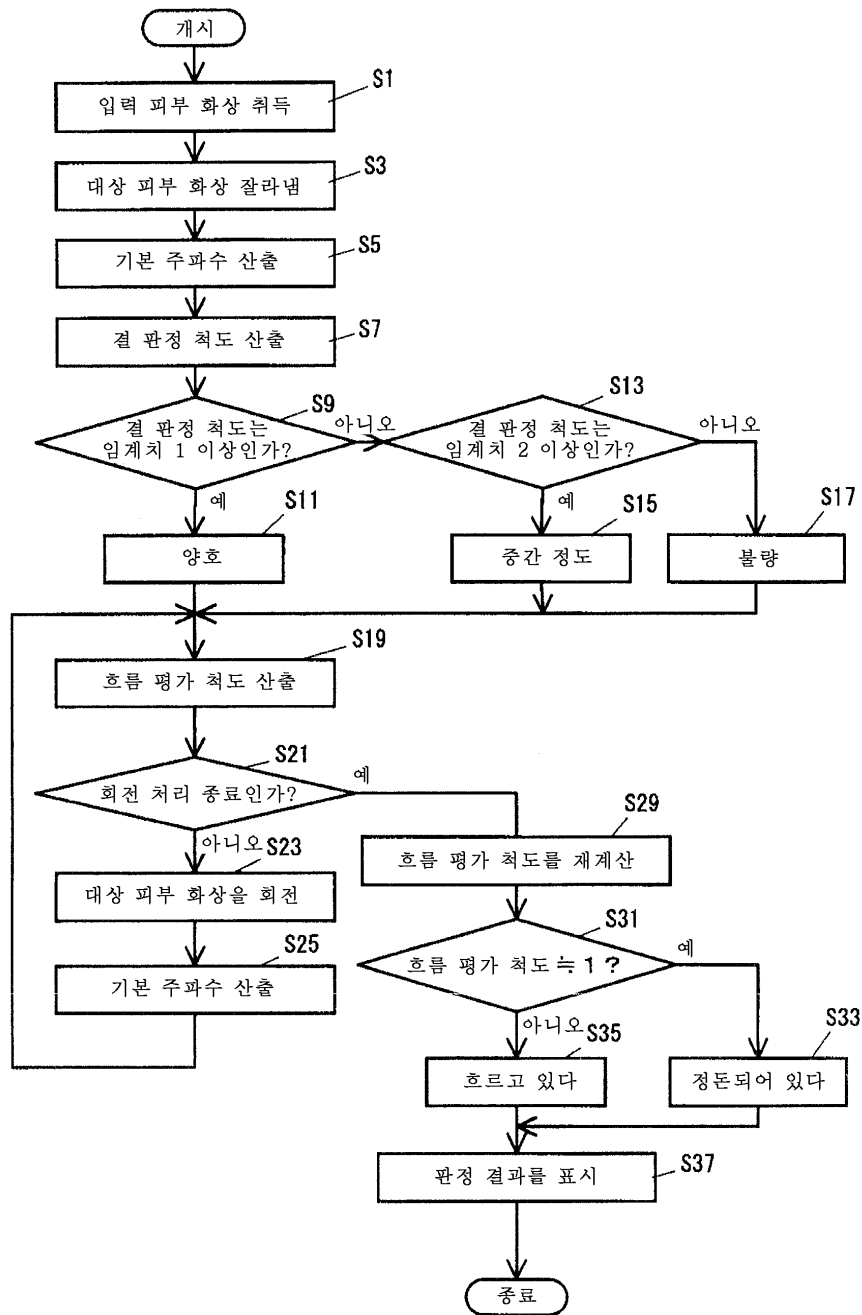 개시
S1
입력 피부 화상 취득
S3
대상 피부 화상 잘라냄
S5
기본 주파수 산출
S7
결 판정 척도 산출
S9
결 판정 척도는
임계치 1 이상인가?
아니오
S13
결 판정 척도는
임계치 2 이상인가?
아니오
예
S11
양호
예
S15
중간 정도
S17
불량
S19
흐름 평가 척도 산출
S21
회전 처리 종료인가?
예
아니오
S23
대상 피부 화상을 회전
S25
기본 주파수 산출
S29
흐름 평가 척도를 재계산
S31
흐름 평가 척도≒1?
예
아니오
S35
흐르고 있다
S33
정돈되어 있다
S37
판정 결과를 표시
종료